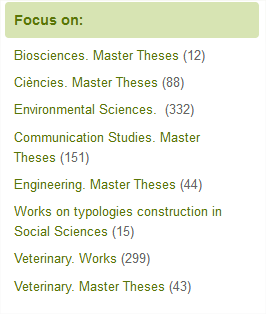 Focus on:
Biosciences. Master Theses (12)
Ciències. Master Theses (88)
Environmental Sciences. (332)
Communication Studies. Master
Theses (151)
Engineering. Master Theses (44)
Works on typologies construction in
Social Sciences (15)
Veterinary. Works (299)
Veterinary. Master Theses (43)